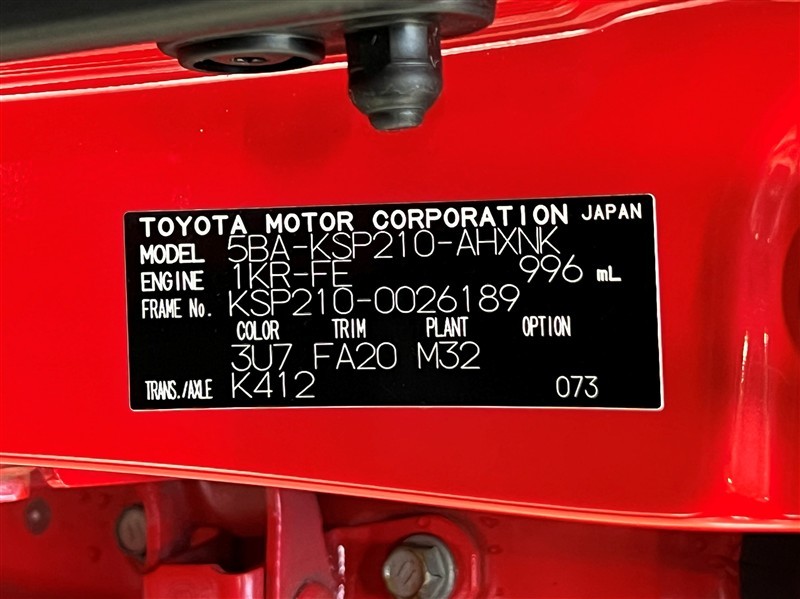 TOYOTA MOTOR CORPORATION JAPAN
MODEL 5BA-KSP210-AHXNK
ENGINE 1KR-FE 996 mL
FRAME No. KSP210-0026189
COLOR TRIM PLANT OPTION
3U7 FA20 M32
TRANS./AXLE K412 073